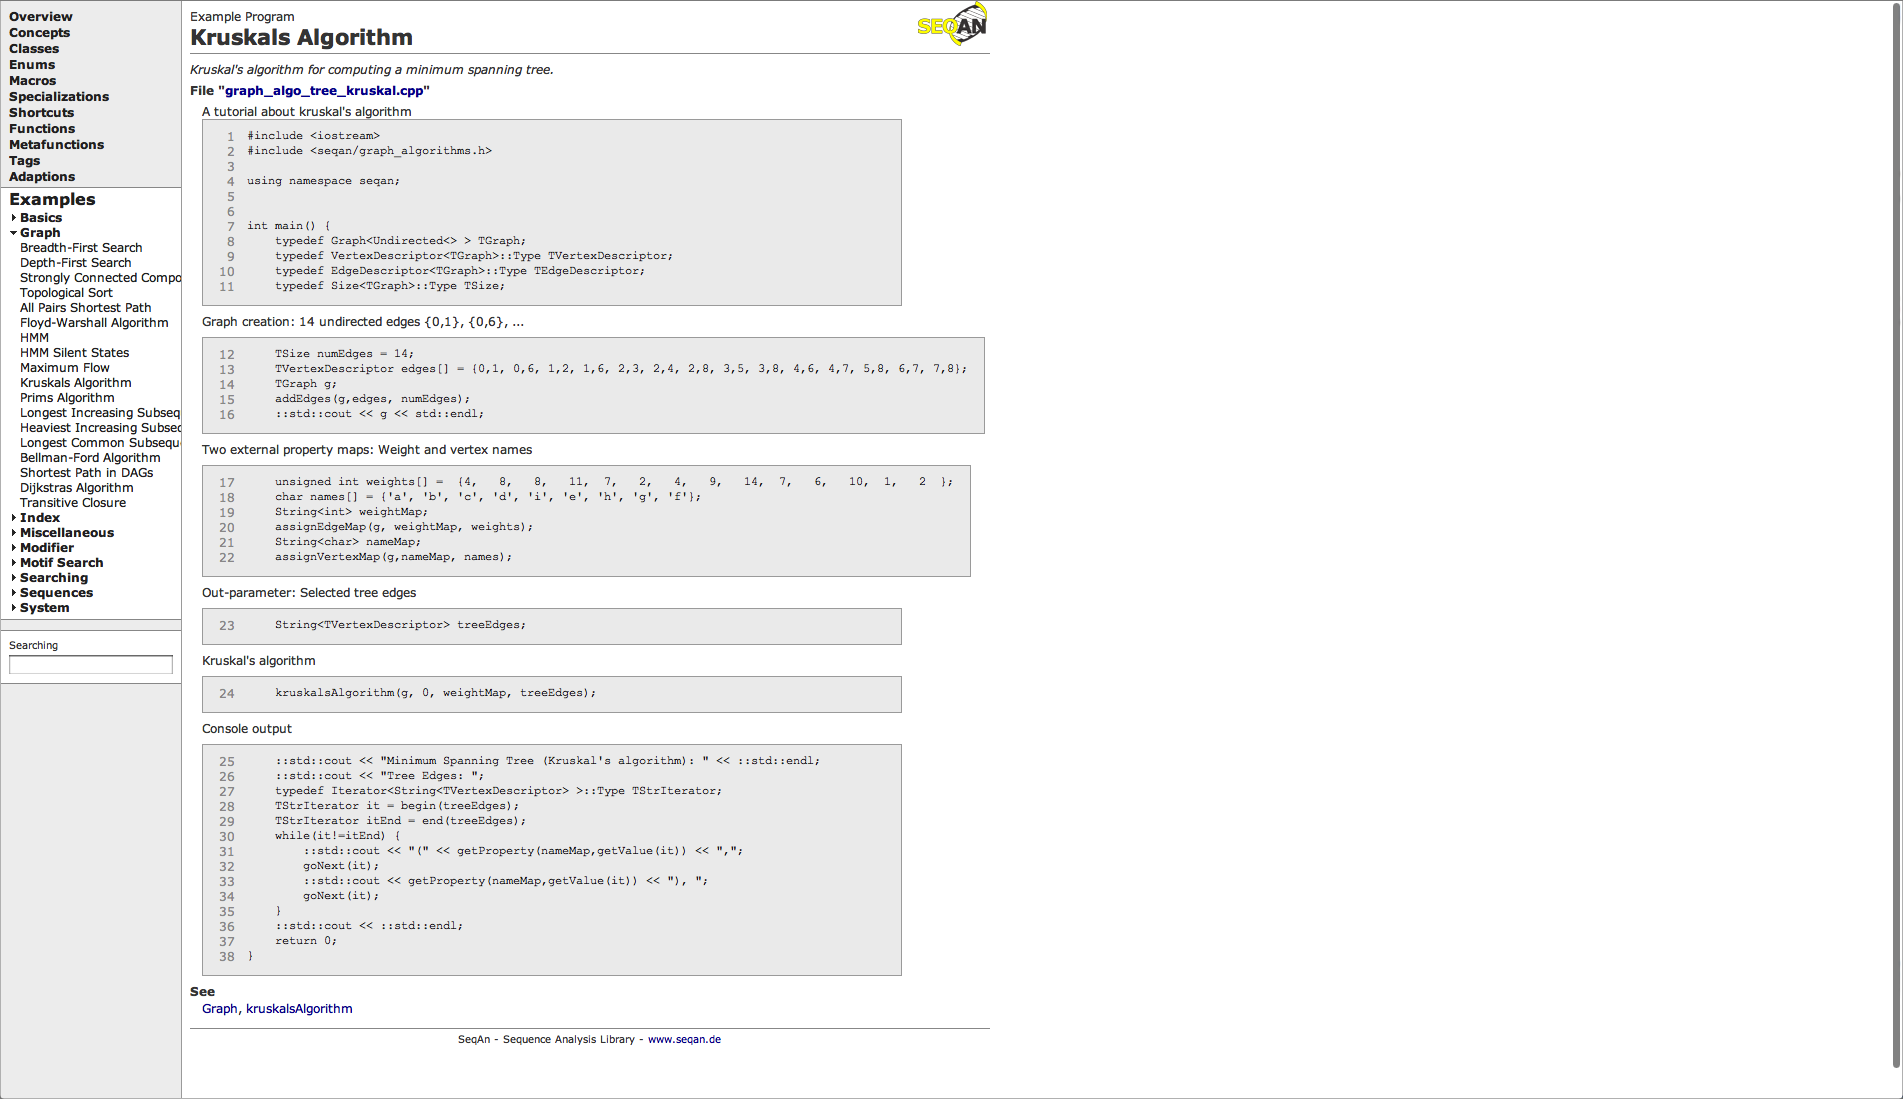 Overview
Concepts
Classes
Enums
Macros
Specializations
Shortcuts
Functions
Metafunctions
Tags
Adaptions
Examples
Basics
Graph
Breadth-First Search
Depth-First Search
Strongly Connected Compo
Topological Sort
All Pairs Shortest Path
Floyd-Warshall Algorithm
HMM
HMM Silent States
Maximum Flow
Kruskals Algorithm
Prims Algorithm
Longest Increasing Subseq
Heaviest Increasing Subsec
Longest Common Subsequ
Bellman-Ford Algorithm
Shortest Path in DAGs
Dijkstras Algorithm
Transitive Closure
Index
Miscellaneous
Modifier
Motif Search
Searching
Sequences
System
Searching
Example Program
Kruskals Algorithm
SEQAN
Kruskal's algorithm for computing a minimum spanning tree.
File "graph_algo_tree_kruskal.cpp"
A tutorial about kruskal's algorithm
1 #include <iostream>
2 #include <seqan/graph_algorithms.h>
3
4 using namespace seqan;
5
6
7 int main() {
8     typedef Graph<Undirected<> > TGraph;
9     typedef VertexDescriptor<TGraph>::Type TVertexDescriptor;
10     typedef EdgeDescriptor<TGraph>::Type TEdgeDescriptor;
11     typedef Size<TGraph>::Type TSize;
Graph creation: 14 undirected edges {0,1}, {0,6}, ...
12     TSize numEdges = 14;
13     TVertexDescriptor edges[] = {0,1, 0,6, 1,2, 1,6, 2,3, 2,4, 2,8, 3,5, 3,8, 4,6, 4,7, 5,8, 6,7, 7,8};
14     TGraph g;
15     addEdges(g,edges, numEdges);
16     ::std::cout << g << std::endl;
Two external property maps: Weight and vertex names
17     unsigned int weights[] =  {4,   8,   8,   11,  7,   2,   4,   9,   14,  7,   6,   10,  1,   2  };
18     char names[] = {'a', 'b', 'c', 'd', 'i', 'e', 'h', 'g', 'f'};
19     String<int> weightMap;
20     assignEdgeMap(g, weightMap, weights);
21     String<char> nameMap;
22     assignVertexMap(g,nameMap, names);
Out-parameter: Selected tree edges
23     String<TVertexDescriptor> treeEdges;
Kruskal's algorithm
24     kruskalsAlgorithm(g, 0, weightMap, treeEdges);
Console output
25     ::std::cout << "Minimum Spanning Tree (Kruskal's algorithm): " << ::std::endl;
26     ::std::cout << "Tree Edges: ";
27     typedef Iterator<String<TVertexDescriptor> >::Type TStrIterator;
28     TStrIterator it = begin(treeEdges);
29     TStrIterator itEnd = end(treeEdges);
30     while(it!=itEnd) {
31         ::std::cout << "(" << getProperty(nameMap,getValue(it)) << ",";
32         goNext(it);
33         ::std::cout << getProperty(nameMap,getValue(it)) << "), ";
34         goNext(it);
35     }
36     ::std::cout << ::std::endl;
37     return 0;
38 }
See
Graph, kruskalsAlgorithm
SeqAn - Sequence Analysis Library - www.seqan.de